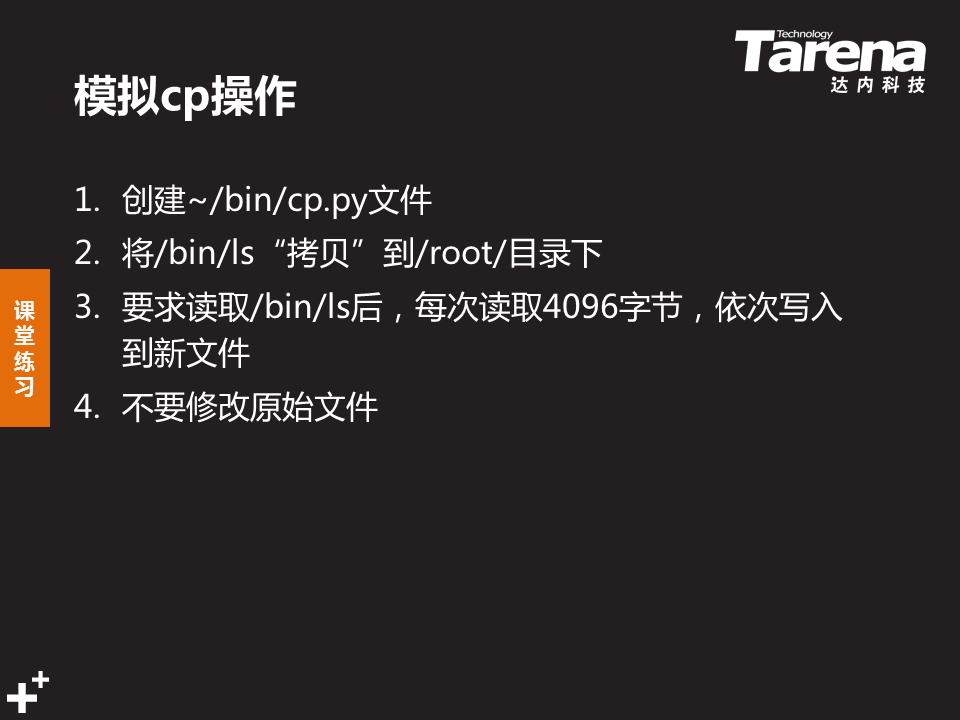 Technology
Tarena
达内科技
模拟cp操作
1. 创建~/bin/cp.py文件
2. 将/bin/ls“拷贝”到/root/目录下
3. 要求读取/bin/ls后，每次读取4096字节，依次写入
到新文件
4. 不要修改原始文件
课
堂
练
习